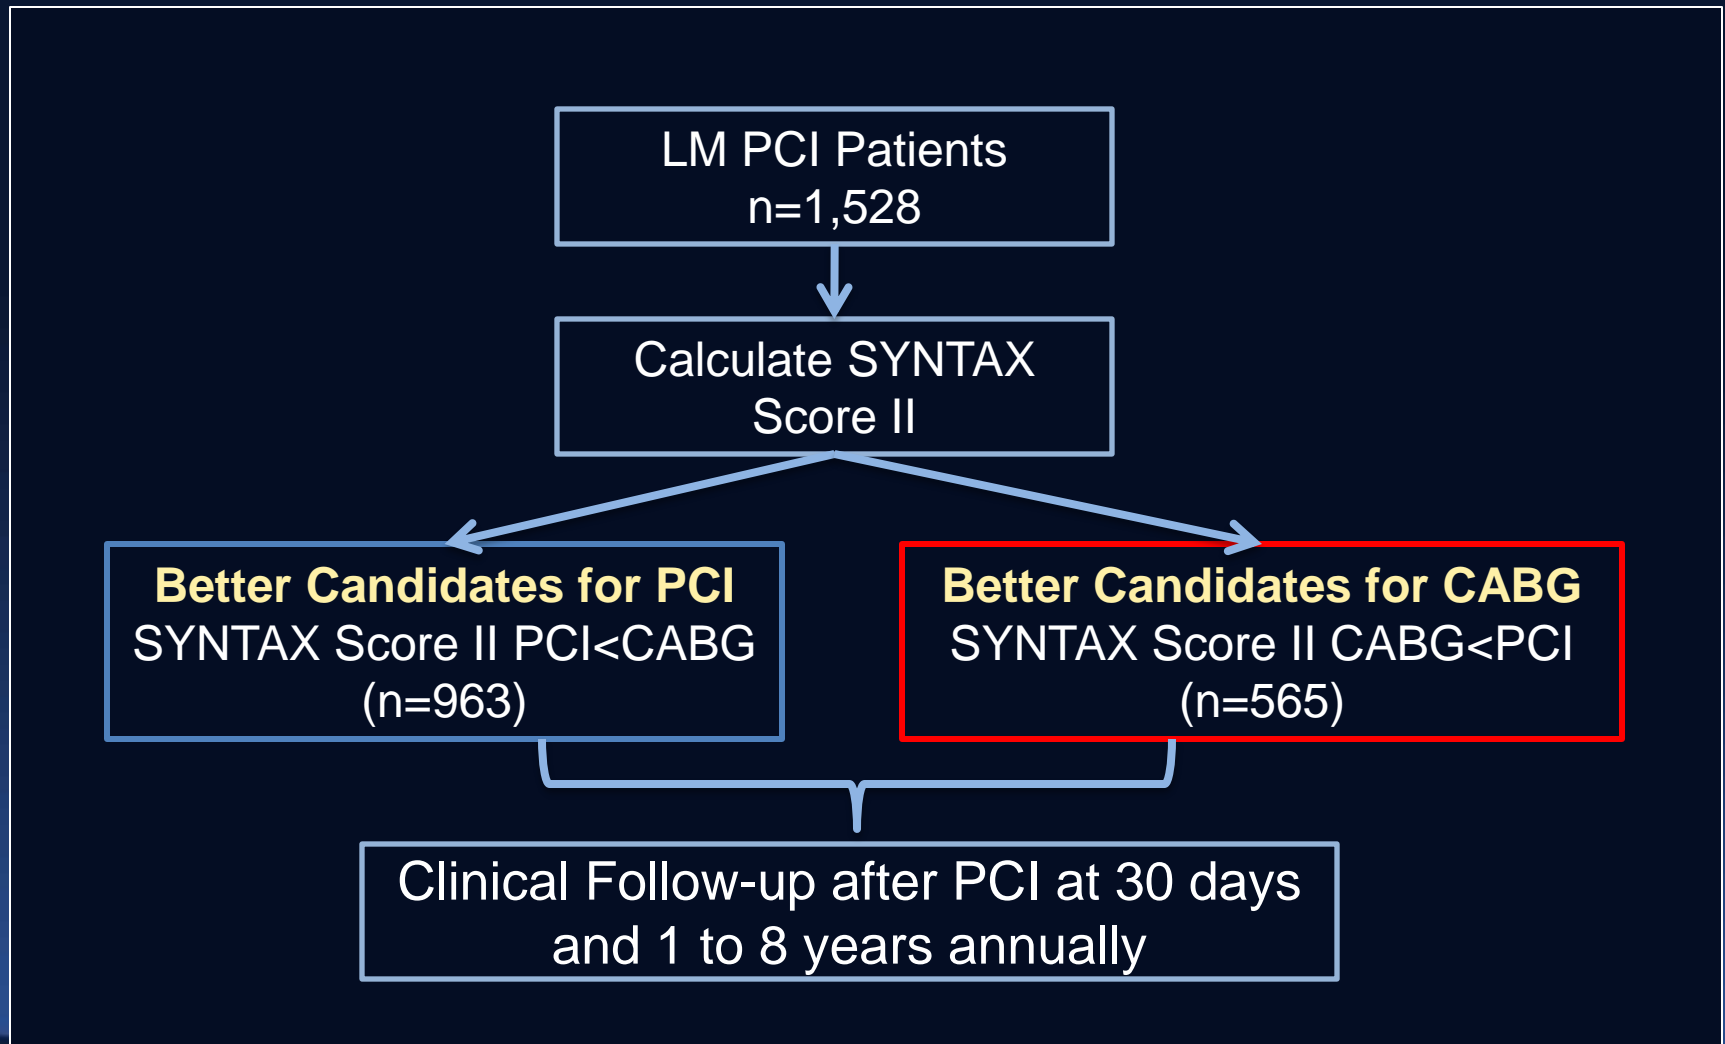 LM PCI Patients
n=1,528
Calculate SYNTAX
Score II
Better Candidates for PCI
SYNTAX Score II PCI<CABG
(n=963)
Better Candidates for CABG
SYNTAX Score II CABG<PCI
(n=565)
Clinical Follow-up after PCI at 30 days
and 1 to 8 years annually